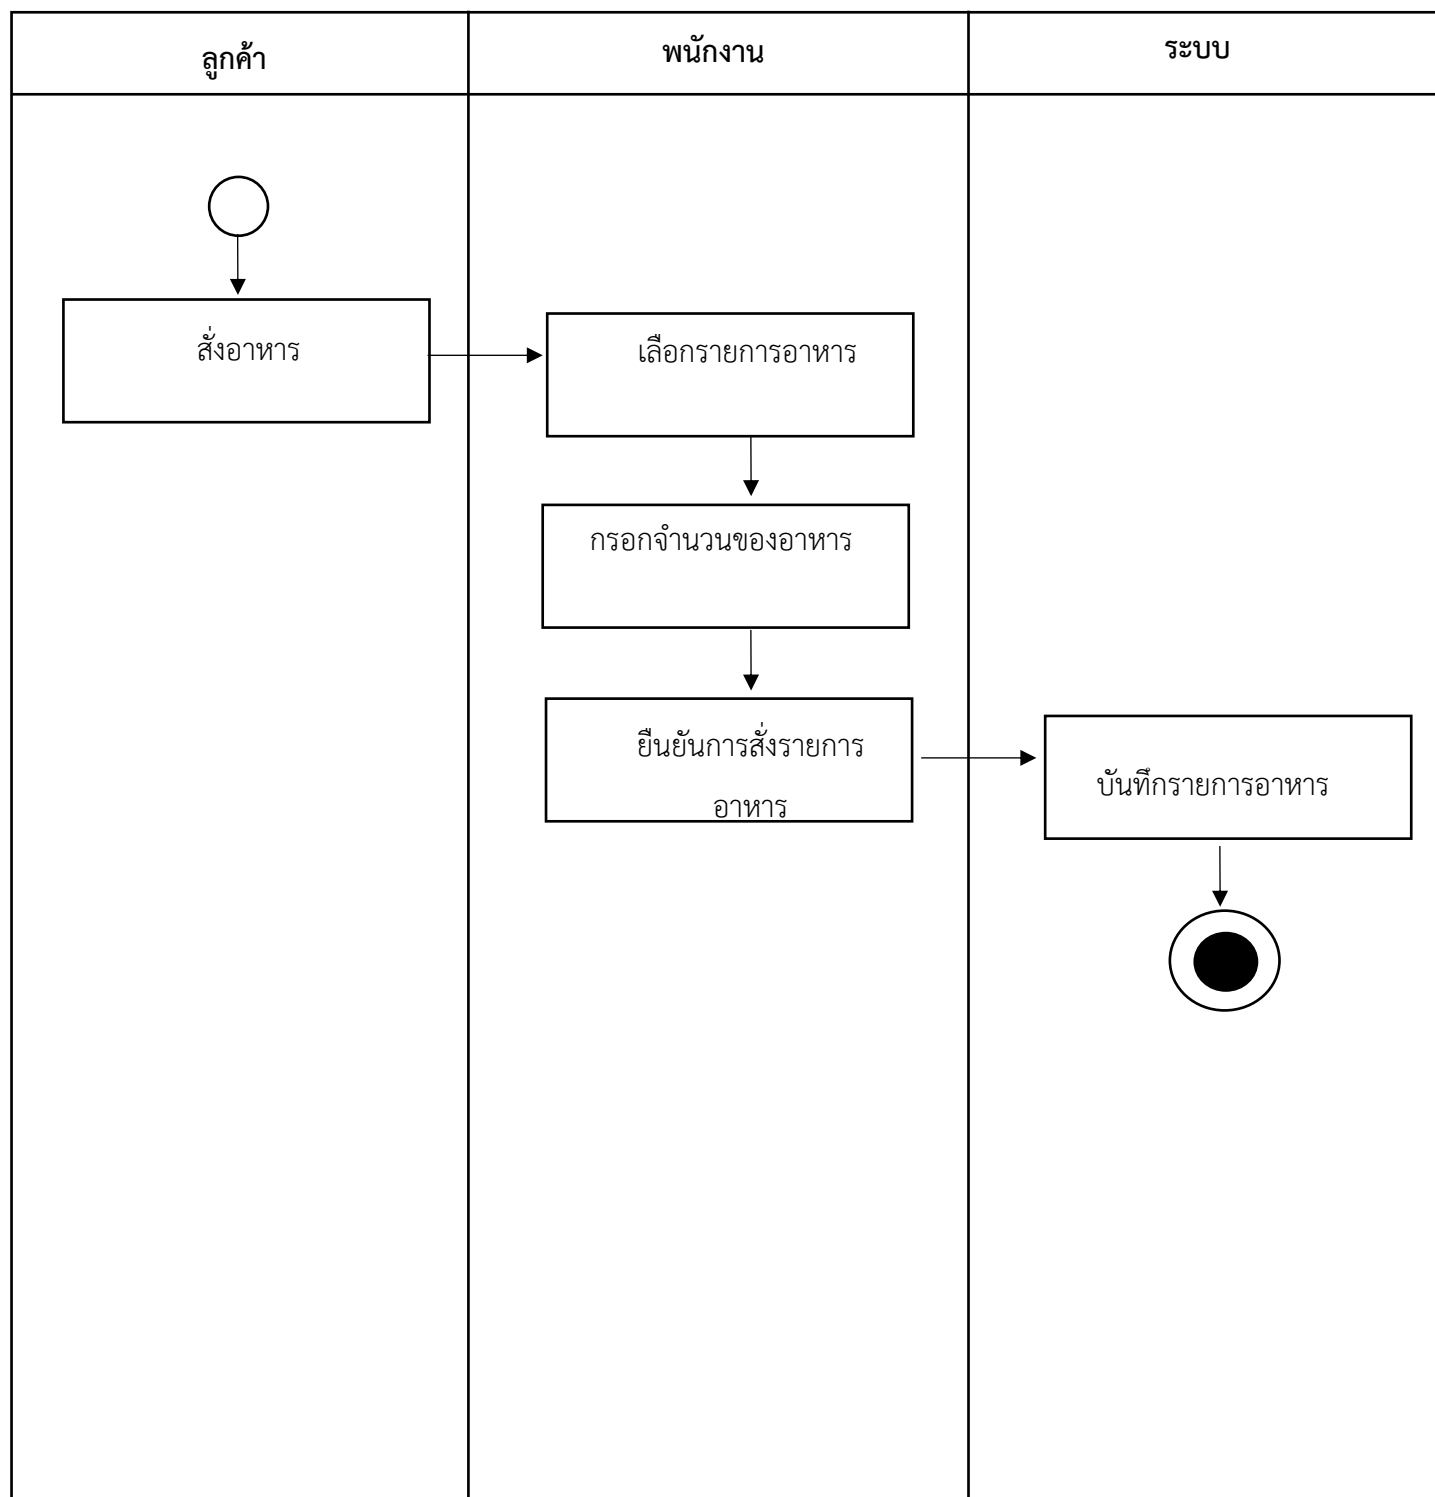 ลูกค้า
พนักงาน
ระบบ
สั่งอาหาร
เลือกรายการอาหาร
กรอกจำนวนของอาหาร
ยืนยันการสั่งรายการ
อาหาร
บันทึกรายการอาหาร